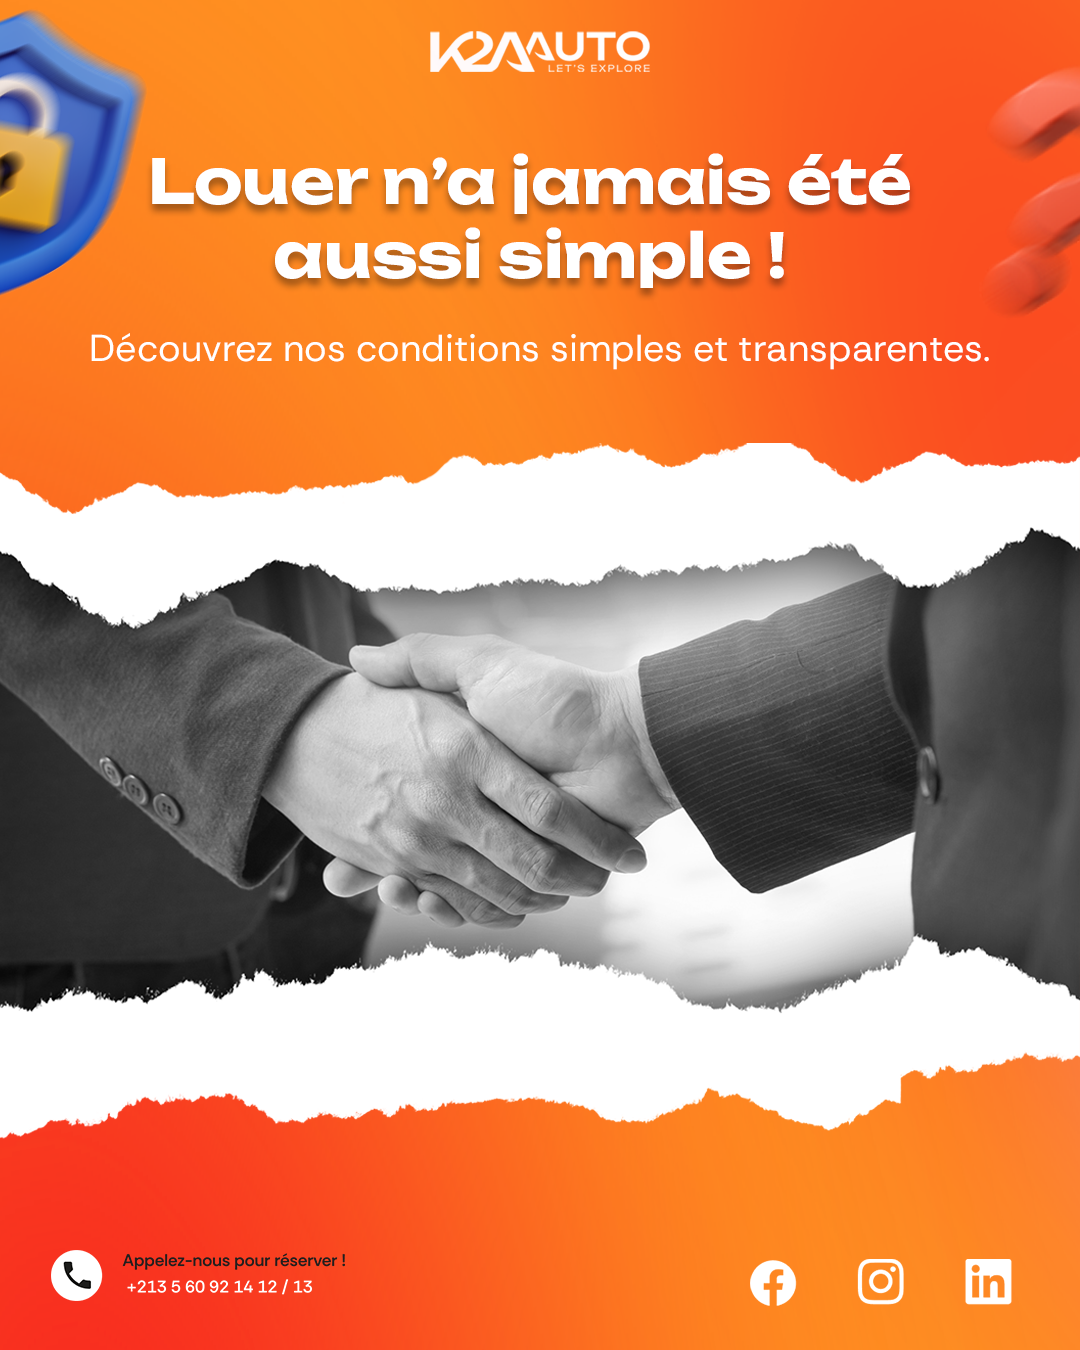 K2A AUTO
LET'S EXPLORE
Louer n'a jamais été
aussi simple !
Découvrez nos conditions simples et transparentes.
Appelez-nous pour réserver !
+213 5 60 92 14 12 / 13